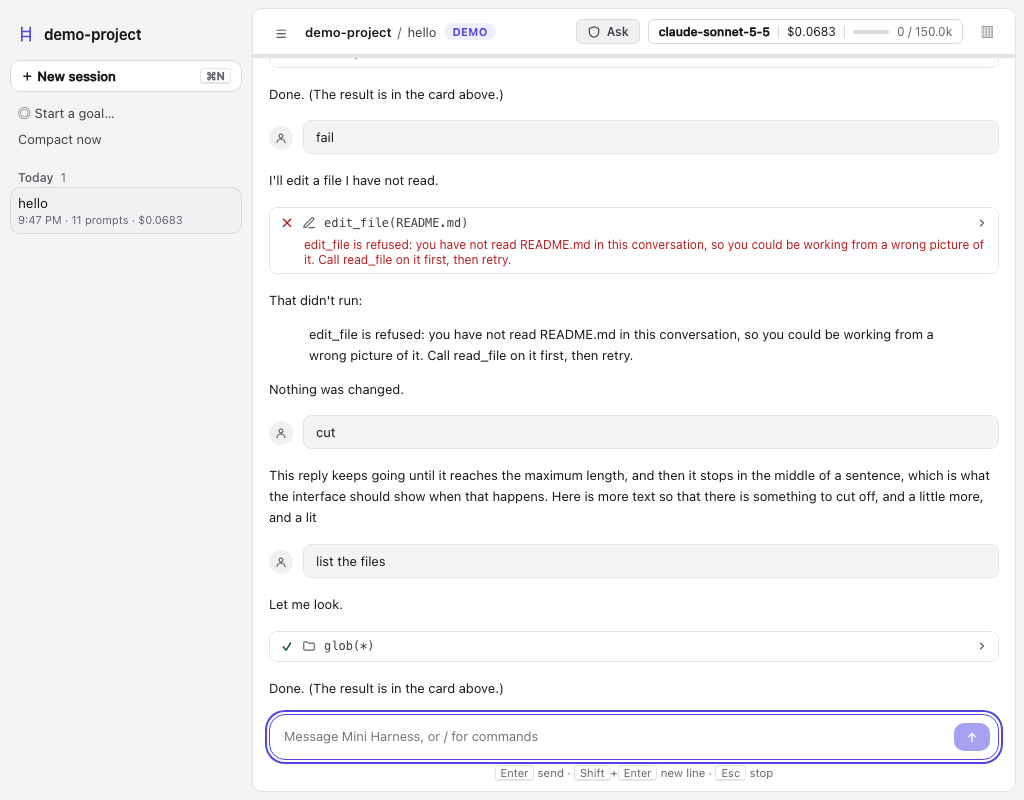 demo-project
+ New session ⌘N
Start a goal...
Compact now
Today 1
hello
9:47 PM · 11 prompts · $0.0683
demo-project / hello DEMO
Ask
claude-sonnet-5-5 $0.0683 0 / 150.0k
Done. (The result is in the card above.)
fail
I'll edit a file I have not read.
edit_file(README.md)
edit_file is refused: you have not read README.md in this conversation, so you could be working from a wrong picture of
it. Call read_file on it first, then retry.
That didn't run:
edit_file is refused: you have not read README.md in this conversation, so you could be working from a
wrong picture of it. Call read_file on it first, then retry.
Nothing was changed.
cut
This reply keeps going until it reaches the maximum length, and then it stops in the middle of a sentence, which is what
the interface should show when that happens. Here is more text so that there is something to cut off, and a little more,
and a lit
list the files
Let me look.
glob(*)
Done. (The result is in the card above.)
Message Mini Harness, or / for commands
Enter send · Shift+Enter new line · Esc stop